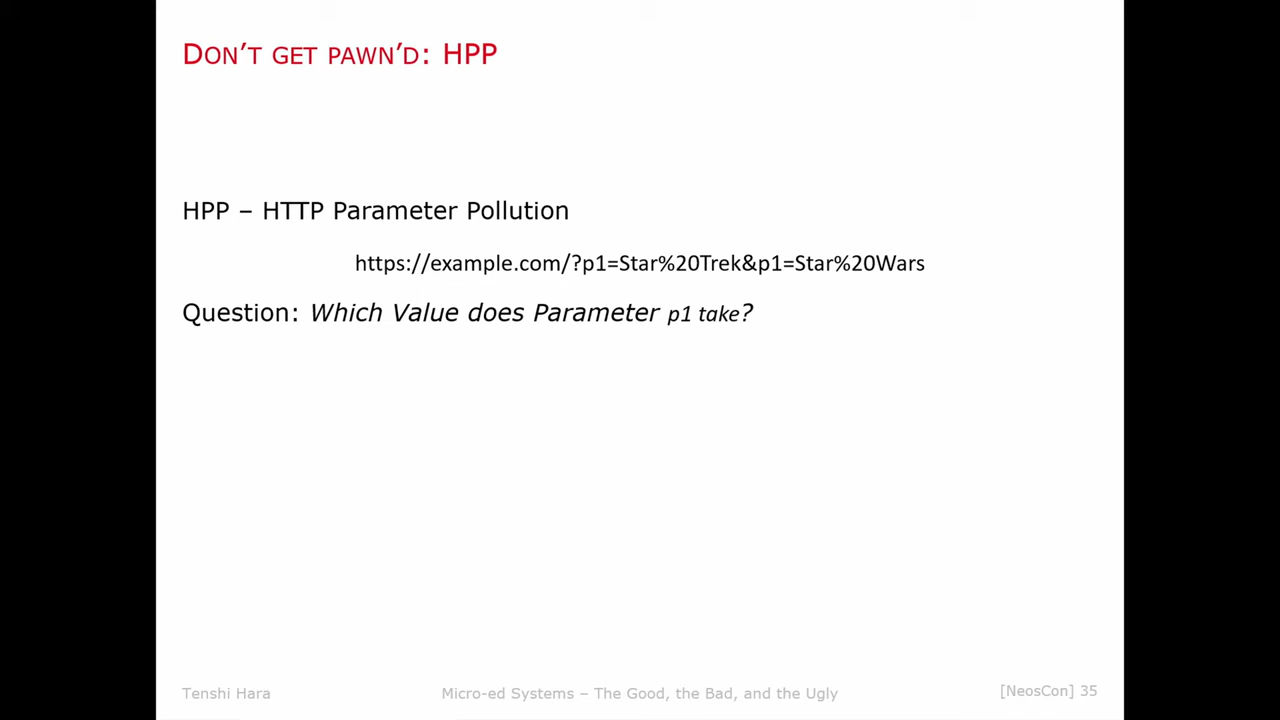 DON'T GET PAWN'D: HPP
HPP – HTTP Parameter Pollution
https://example.com/?p1=Star%20Trek&p1=Star%20Wars
Question: Which Value does Parameter p1 take?
Tenshi Hara
Micro-ed Systems – The Good, the Bad, and the Ugly
[NeosCon] 35